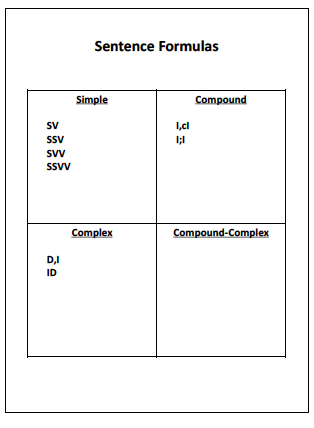 Sentence Formulas
Simple
SV
SSV
SVV
SSVV
Compound
I,cI
I;I
Complex
D,I
ID
Compound-Complex